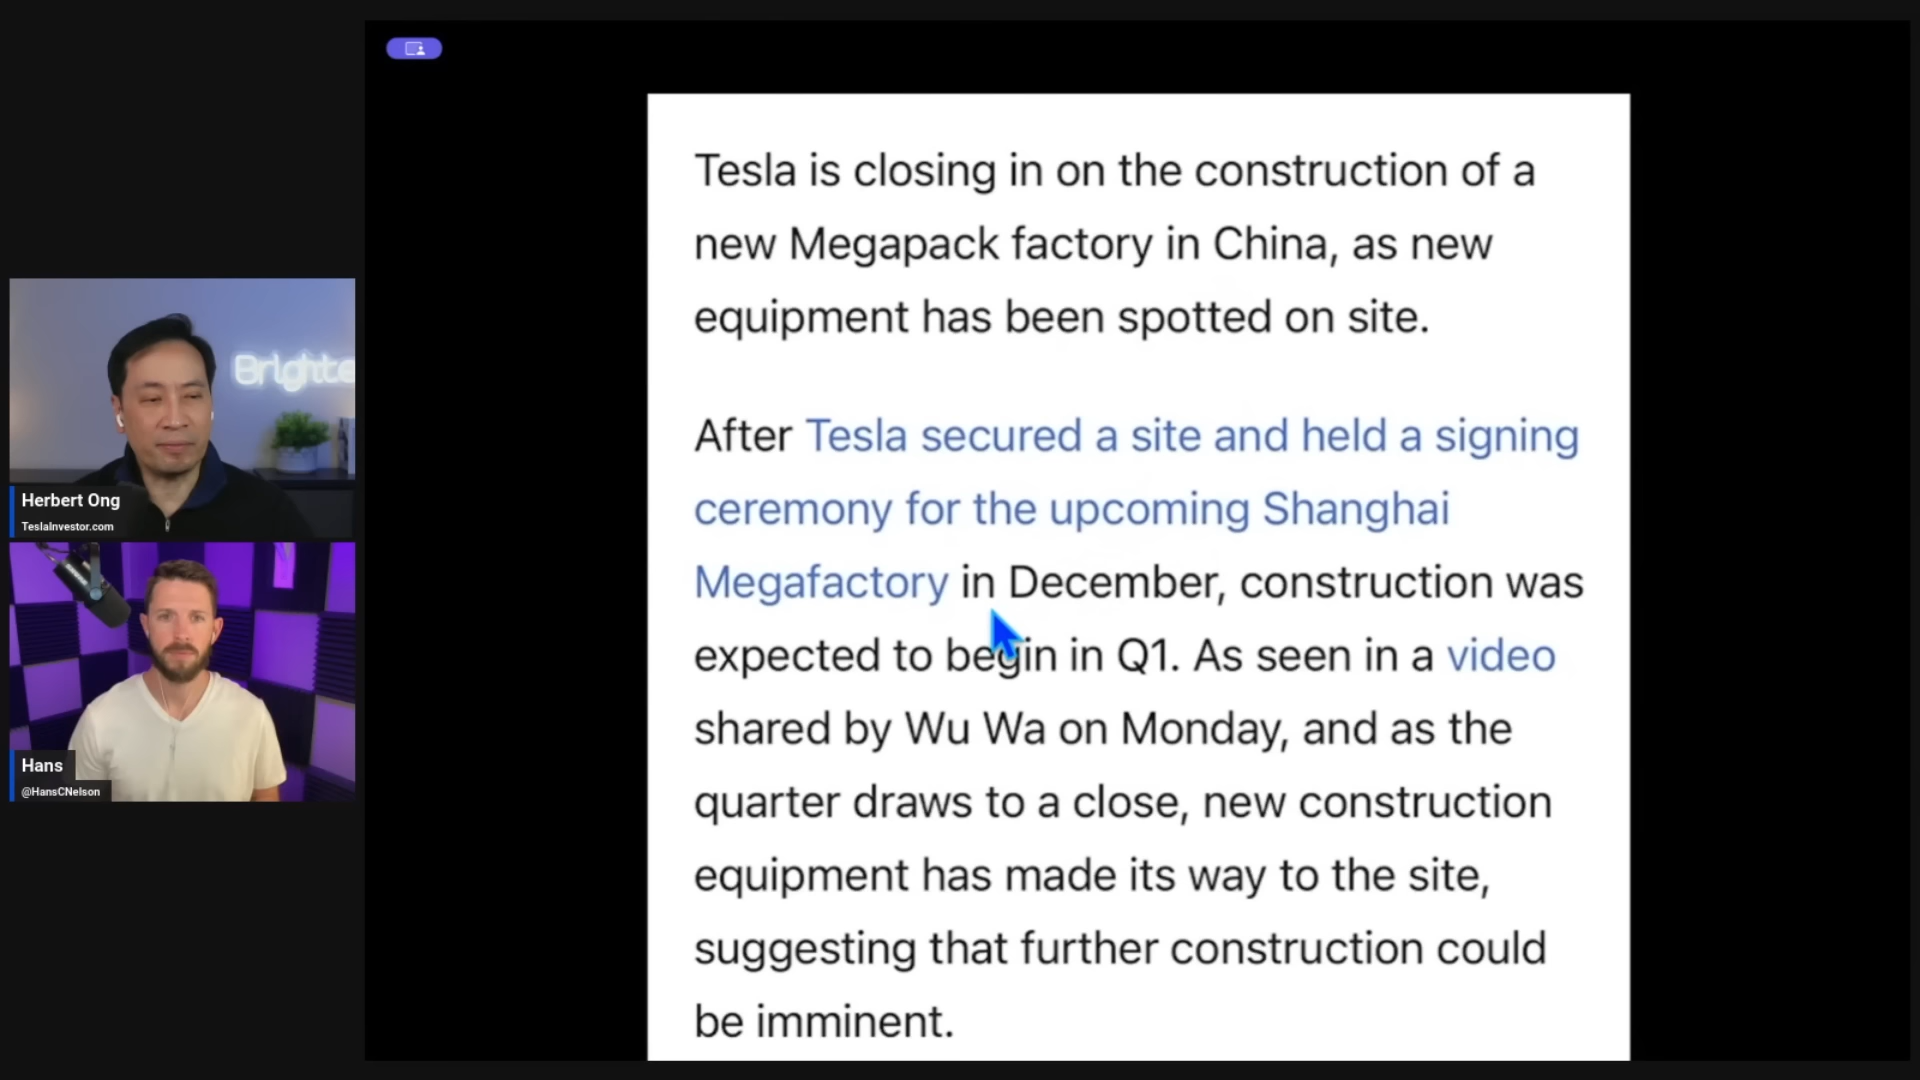 Tesla is closing in on the construction of a
new Megapack factory in China, as new
equipment has been spotted on site.
After Tesla secured a site and held a signing
ceremony for the upcoming Shanghai
Megafactory in December, construction was
expected to begin in Q1. As seen in a video
shared by Wu Wa on Monday, and as the
quarter draws to a close, new construction
equipment has made its way to the site,
suggesting that further construction could
be imminent.
Brighte
Herbert Ong
TeslaInvestor.com
Hans
@HansCNelson